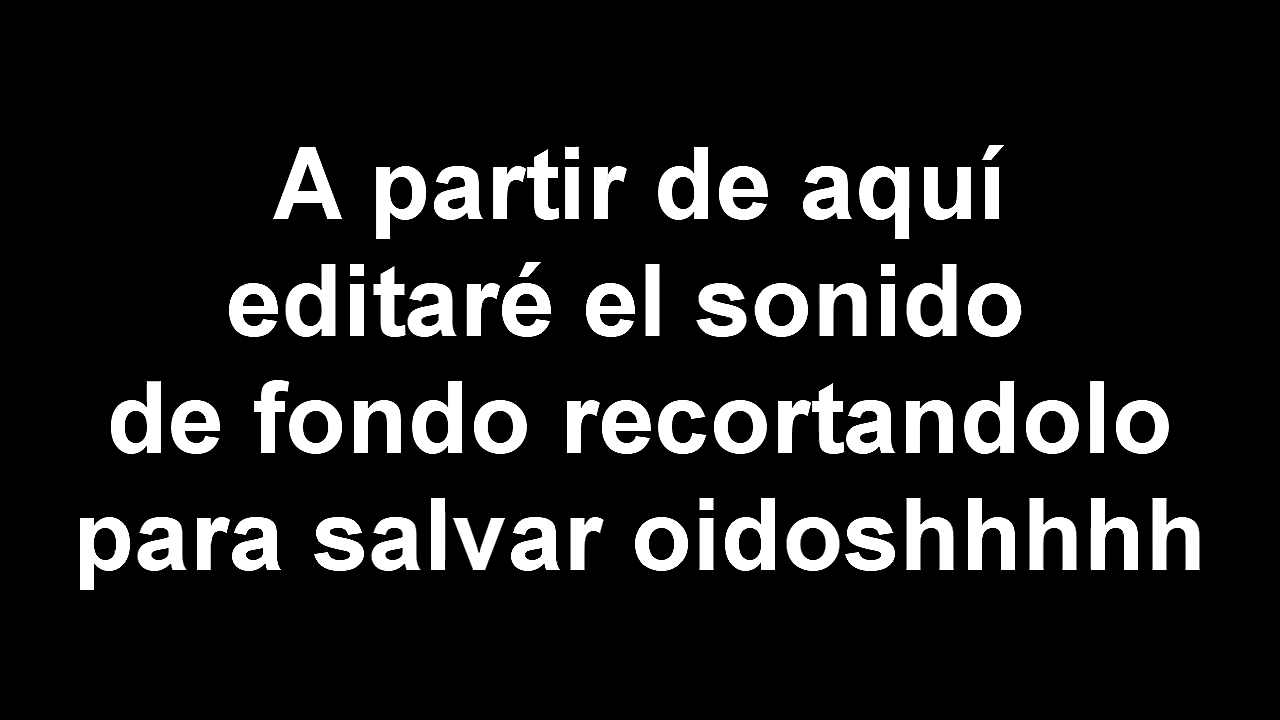 A partir de aquí
editaré el sonido
de fondo recortandolo
para salvar oidoshhhhh